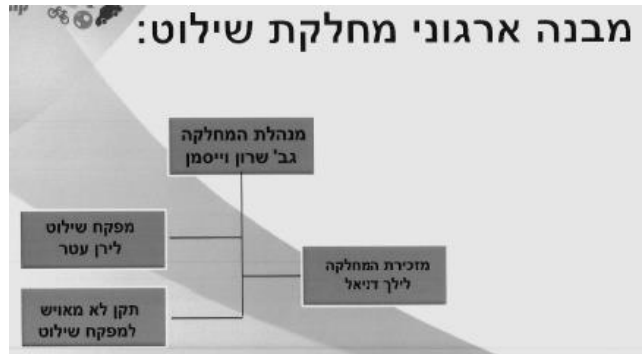 מבנה ארגוני מחלקת שילוט:
מנהלת המחלקה
גב' שרון וייסמן
מפקח שילוט
לירן עטר
מזכירת המחלקה
לילך דניאל
תקן לא מאויש
למפקח שילוט